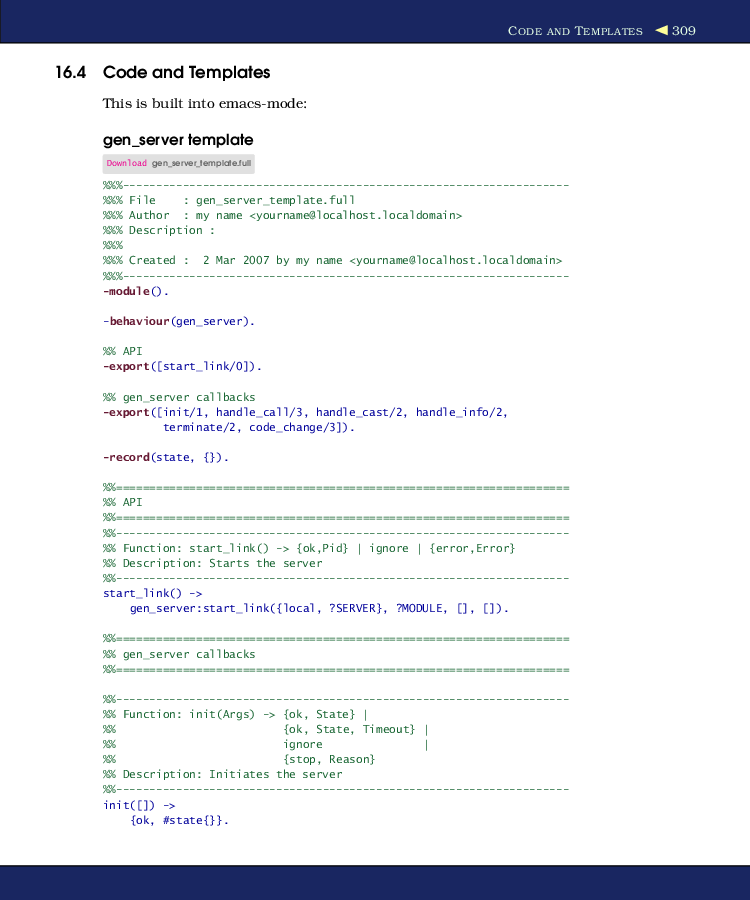 CODE AND TEMPLATES ◀ 309
16.4 Code and Templates
This is built into emacs-mode:
gen_server template
Download gen_server_template.full
%%%-------------------------------------------------------------------
%%% File    : gen_server_template.full
%%% Author  : my name <yourname@localhost.localdomain>
%%% Description :
%%%
%%% Created :  2 Mar 2007 by my name <yourname@localhost.localdomain>
%%%-------------------------------------------------------------------
-module().
-behaviour(gen_server).
%% API
-export([start_link/0]).
%% gen_server callbacks
-export([init/1, handle_call/3, handle_cast/2, handle_info/2,
         terminate/2, code_change/3]).
-record(state, {}).
%%====================================================================
%% API
%%====================================================================
%%--------------------------------------------------------------------
%% Function: start_link() -> {ok,Pid} | ignore | {error,Error}
%% Description: Starts the server
%%--------------------------------------------------------------------
start_link() ->
    gen_server:start_link({local, ?SERVER}, ?MODULE, [], []).
%%====================================================================
%% gen_server callbacks
%%====================================================================
%%--------------------------------------------------------------------
%% Function: init(Args) -> {ok, State} |
%%                         {ok, State, Timeout} |
%%                         ignore               |
%%                         {stop, Reason}
%% Description: Initiates the server
%%--------------------------------------------------------------------
init([]) ->
    {ok, #state{}}.